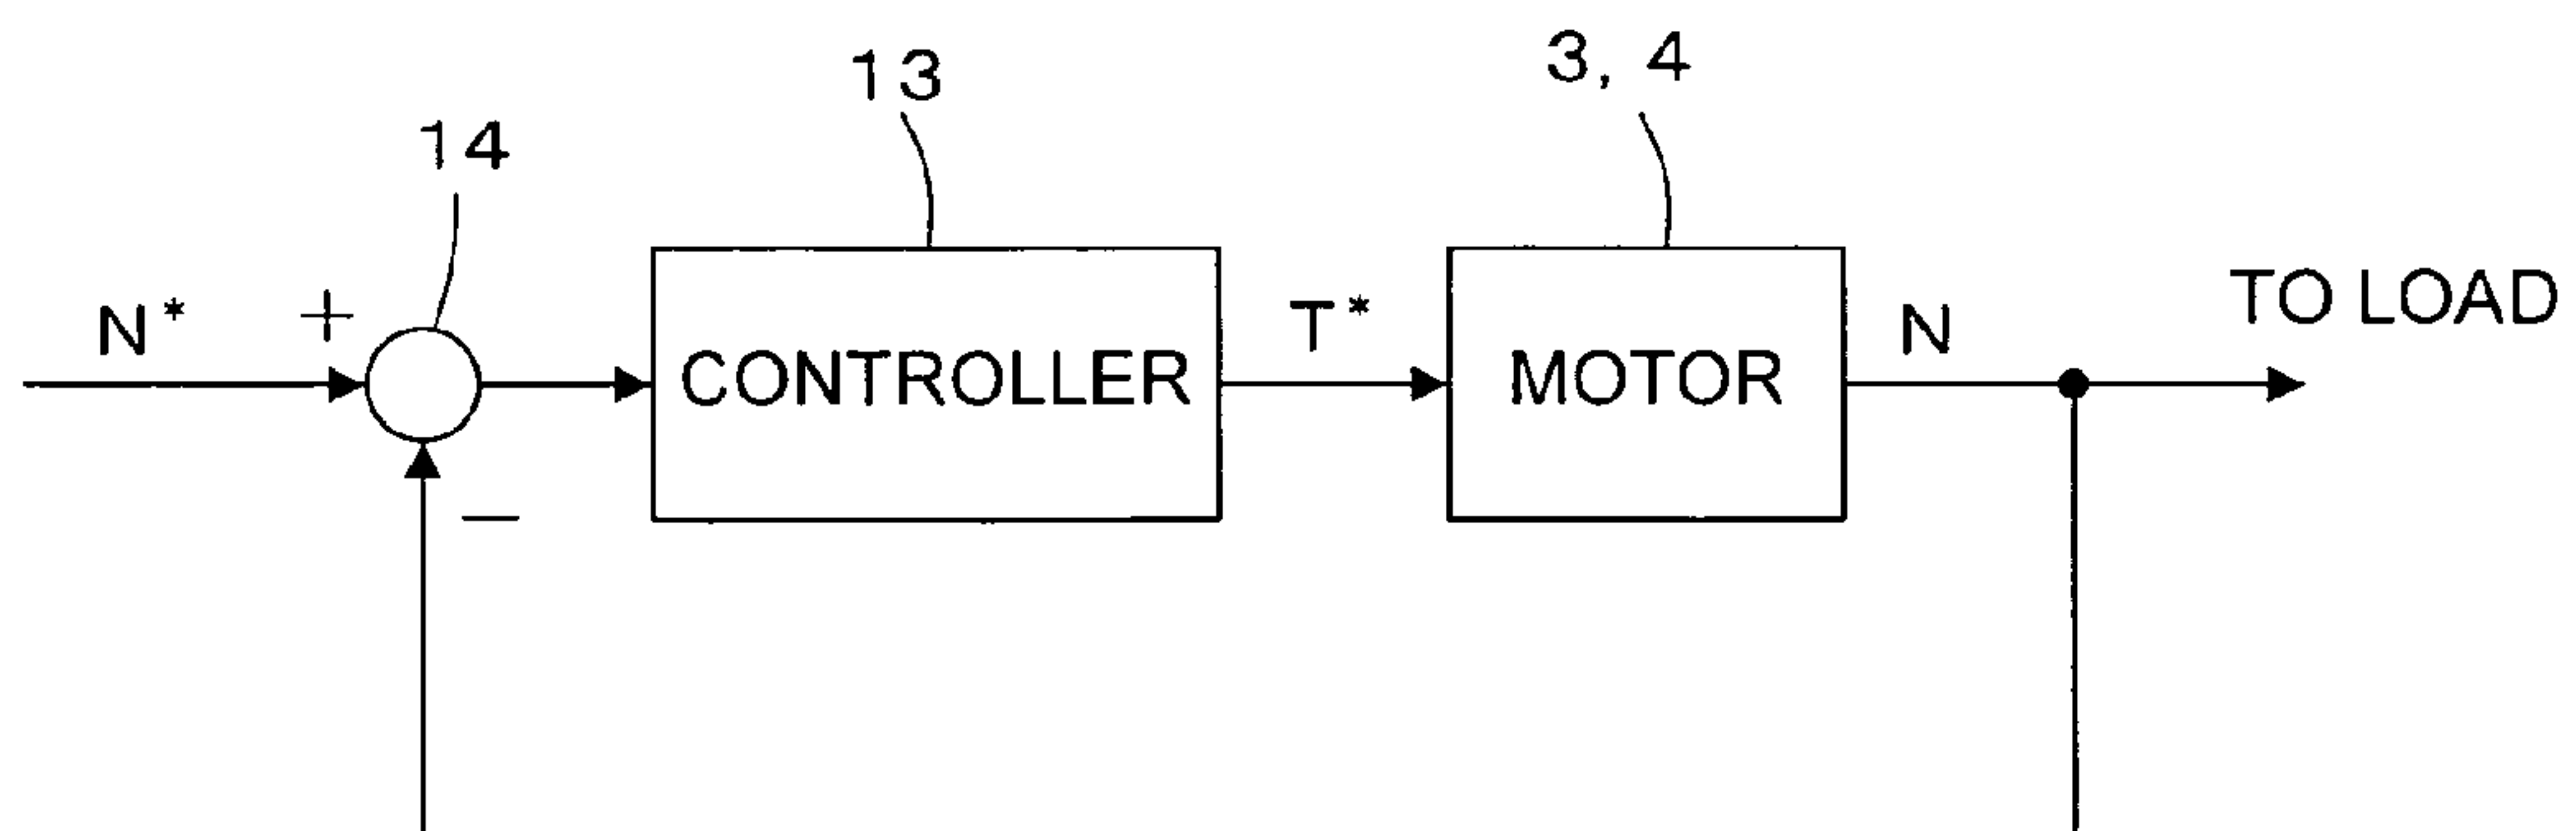 13
3, 4
14
N* +
T*
N
TO LOAD
CONTROLLER
MOTOR
−